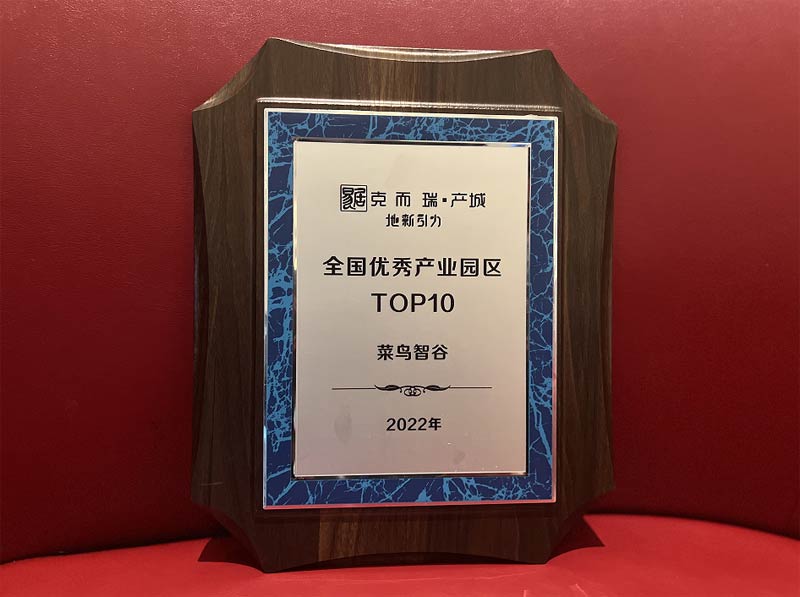 克而瑞·产城
地新引力
全国优秀产业园区
TOP10
菜鸟智谷
2022年